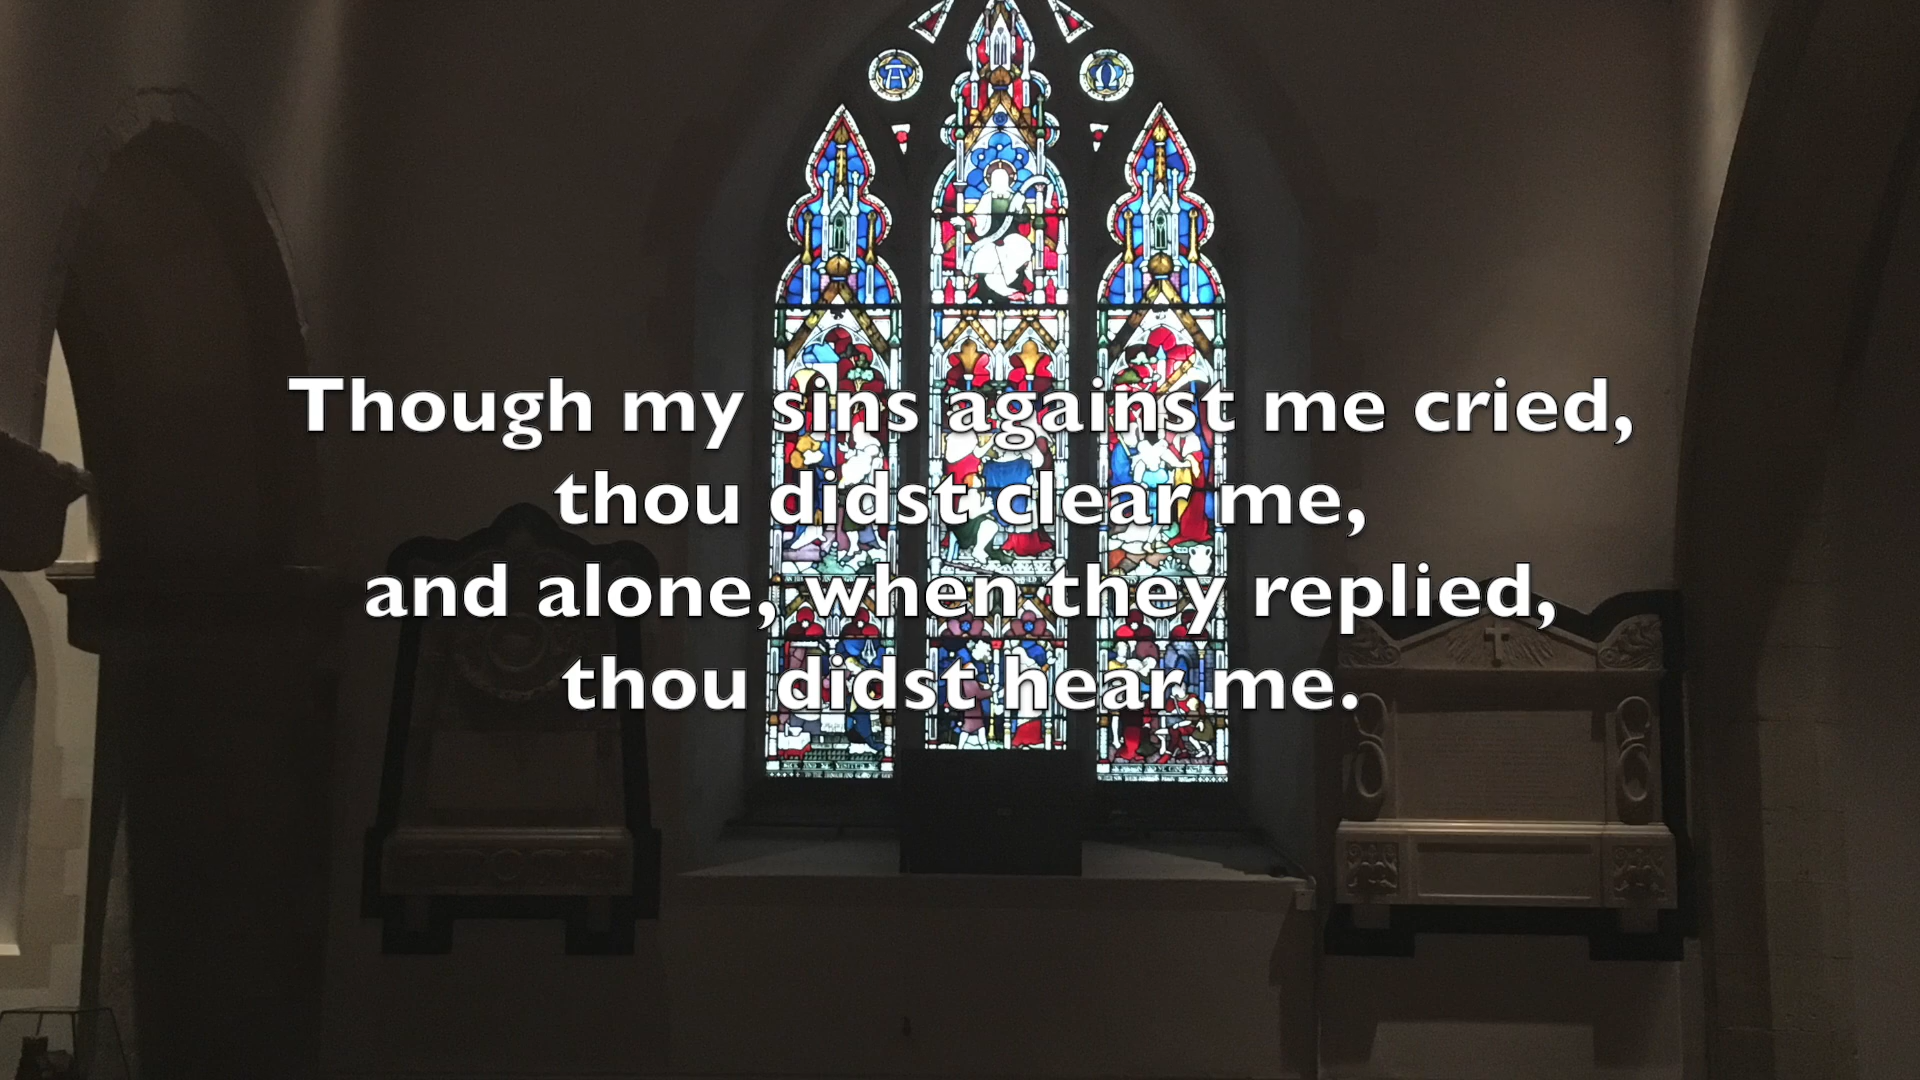 Though my sins against me cried,
thou didst clear me,
and alone, when they replied,
thou didst hear me.